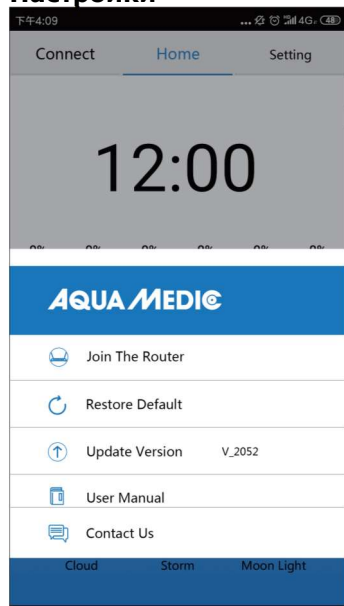 Настройки
下午4:09 ... 4G+ 48
Connect Home Setting
12:00
0% 0% 0% 0% 0% 0%
AQUA MEDIC
Join The Router
Restore Default
Update Version V_2052
User Manual
Contact Us
Cloud Storm Moon Light